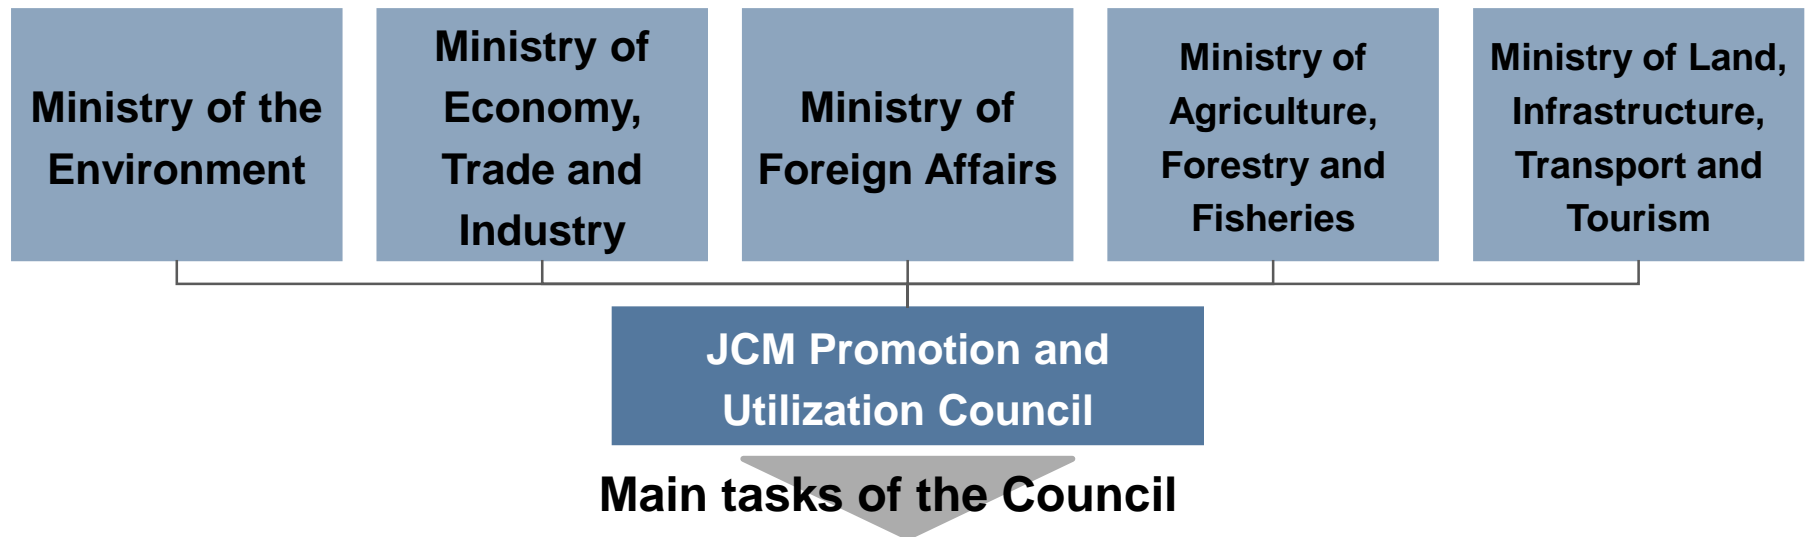 Ministry of the
Environment
Ministry of
Economy,
Trade and
Industry
Ministry of
Foreign Affairs
Ministry of
Agriculture,
Forestry and
Fisheries
Ministry of Land,
Infrastructure,
Transport and
Tourism
JCM Promotion and
Utilization Council
Main tasks of the Council